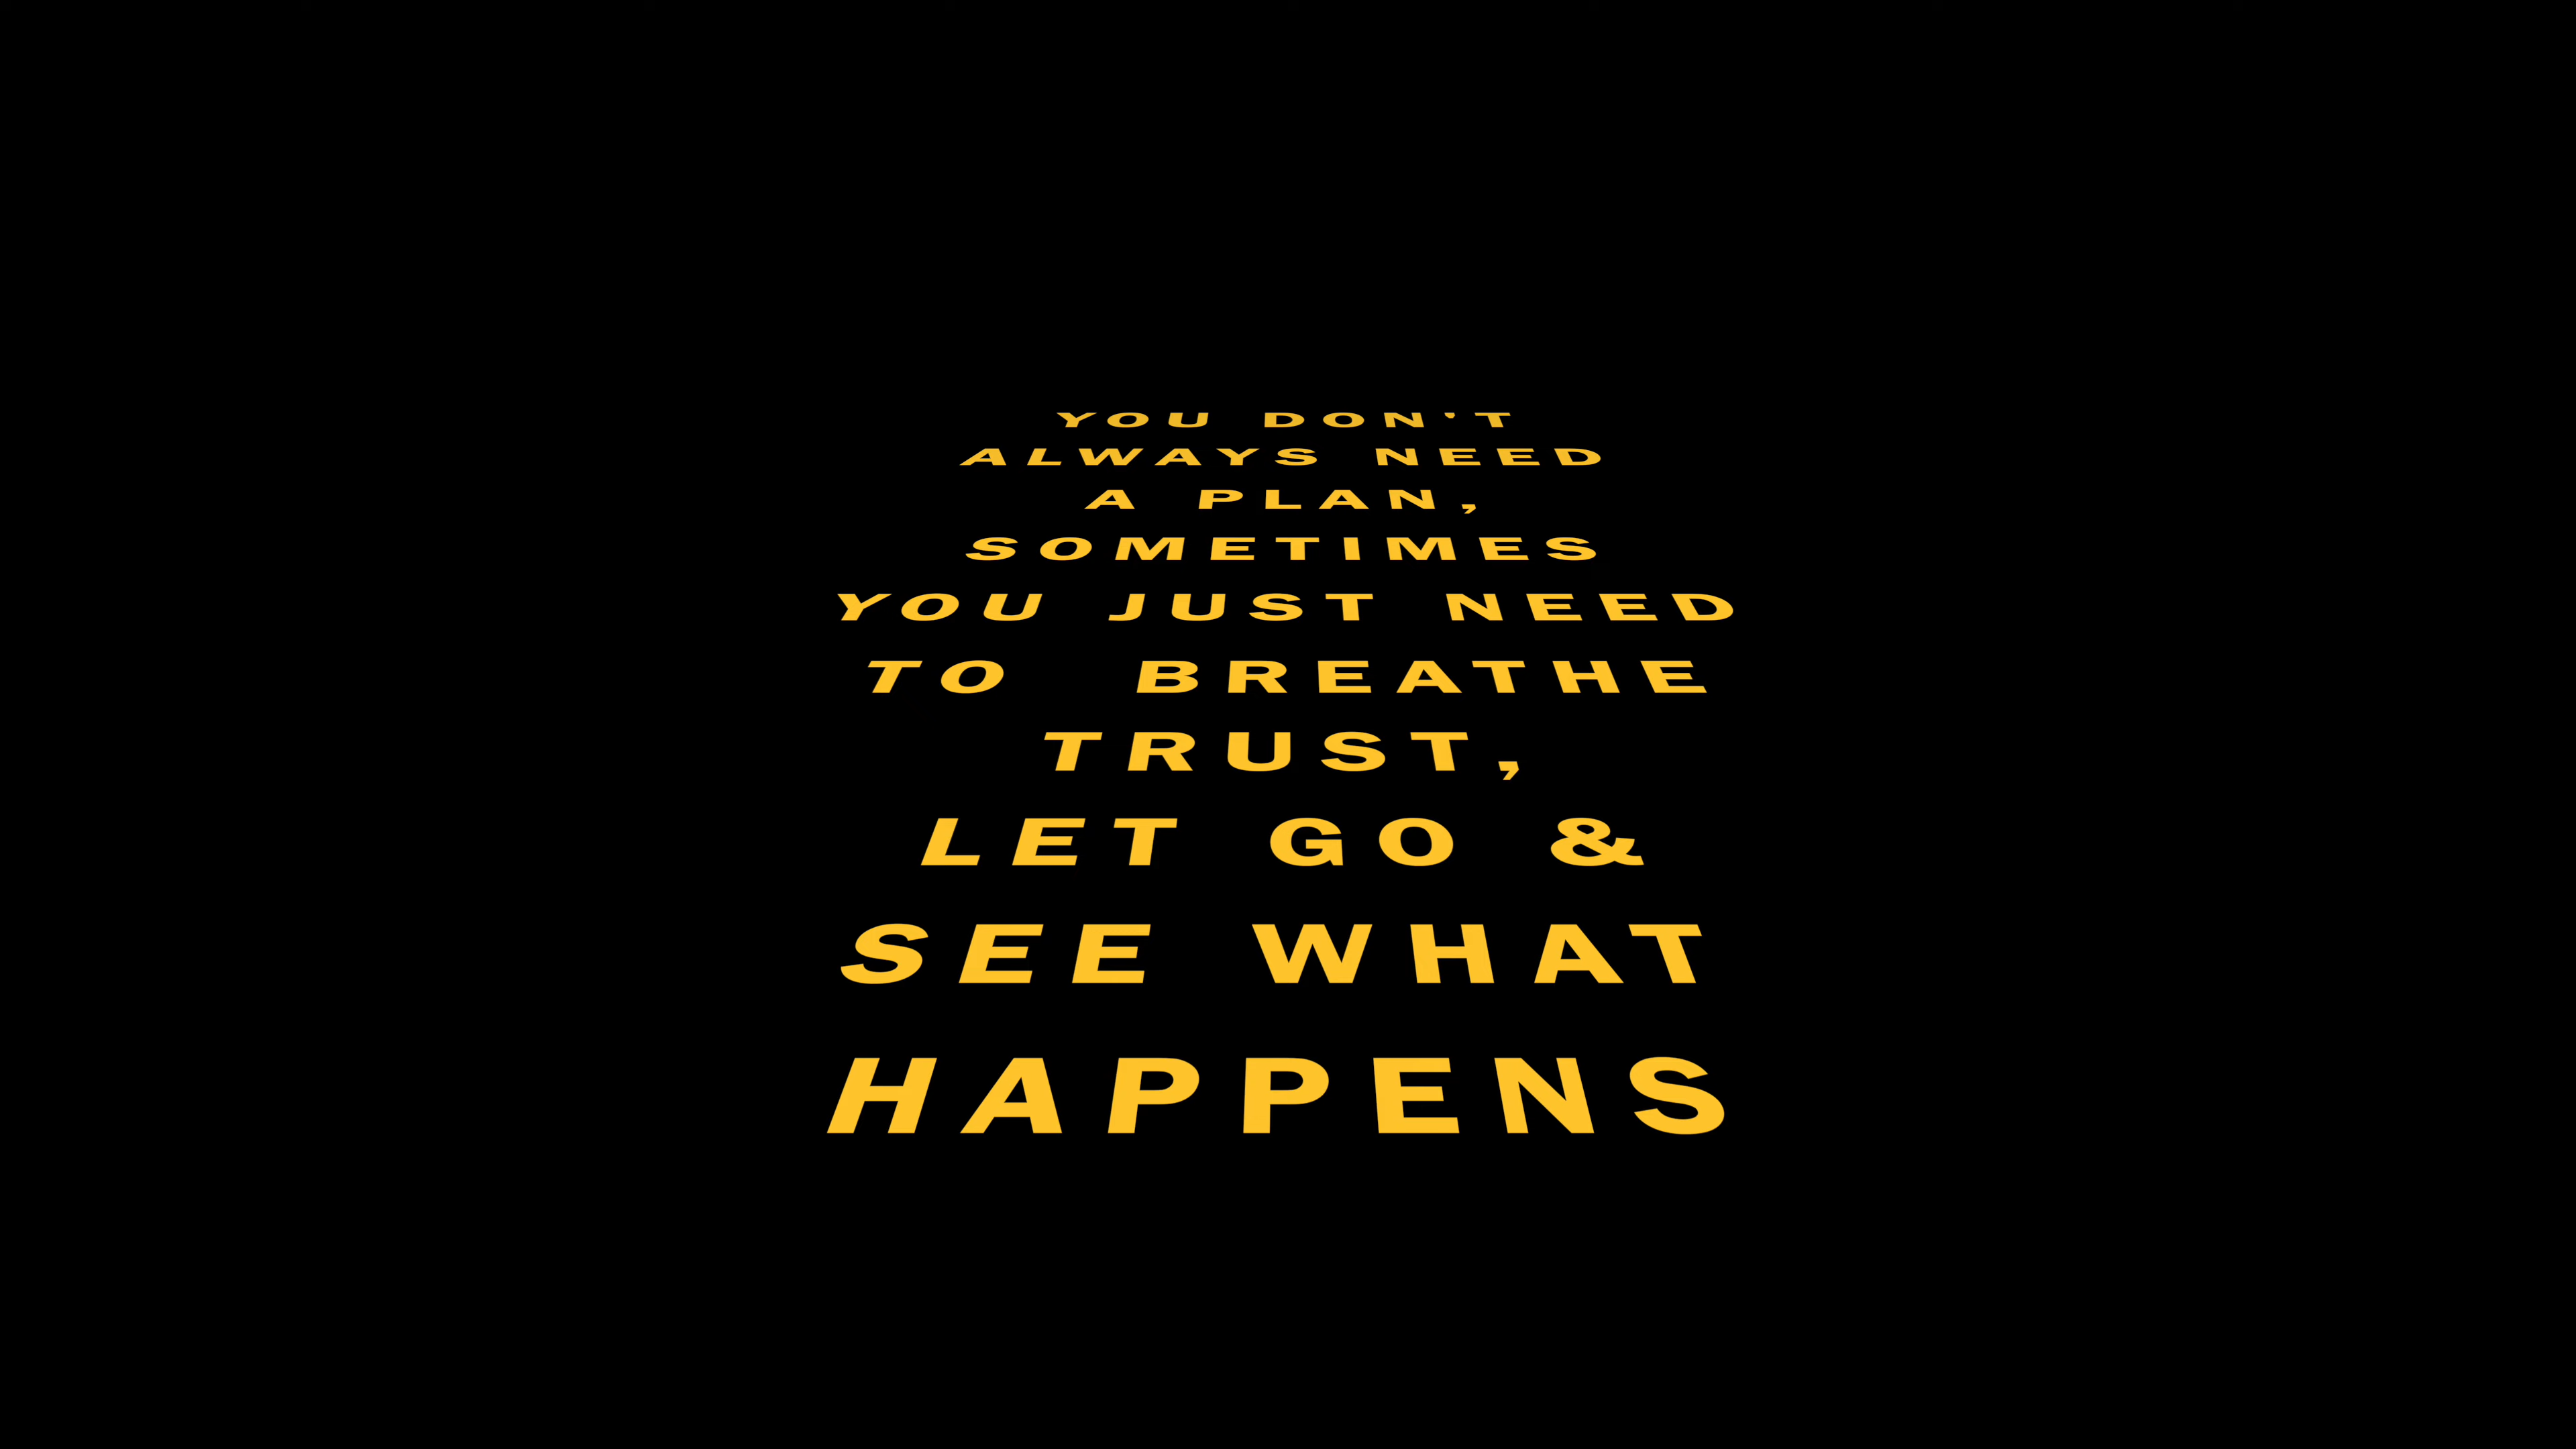 YOU DON'T
ALWAYS NEED
A PLAN,
SOMETIMES
YOU JUST NEED
TO BREATHE
TRUST,
LET GO &
SEE WHAT
HAPPENS